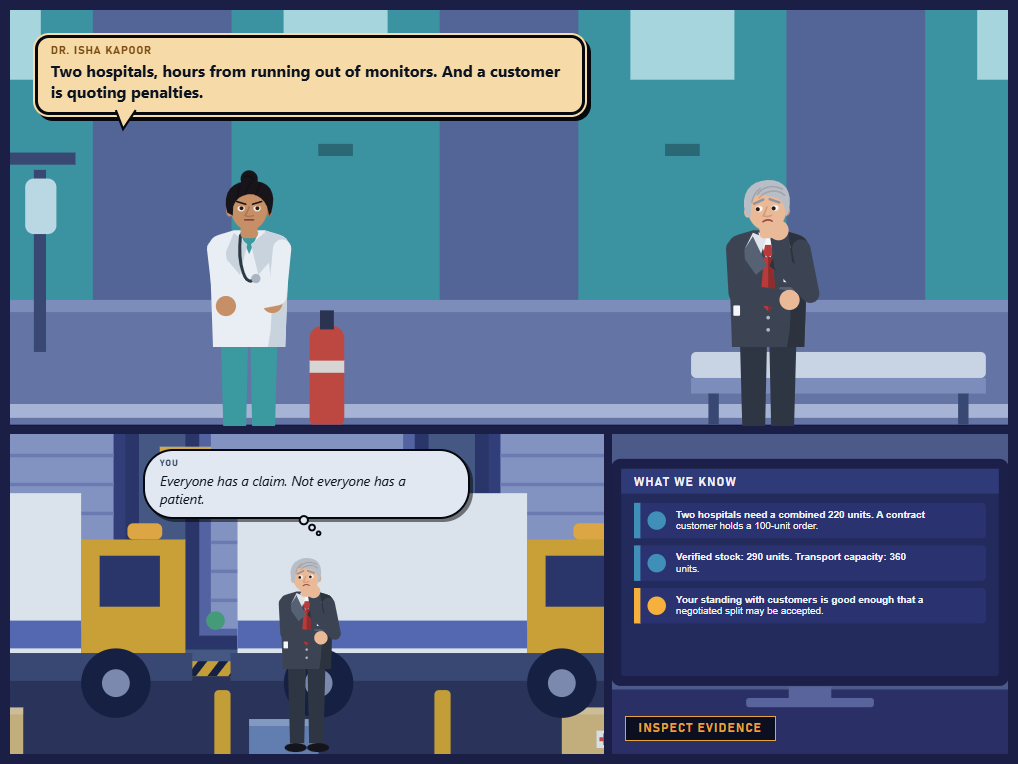 DR. ISHA KAPOOR
Two hospitals, hours from running out of monitors. And a customer
is quoting penalties.
YOU
Everyone has a claim. Not everyone has a
patient.
WHAT WE KNOW
Two hospitals need a combined 220 units. A contract
customer holds a 100-unit order.
Verified stock: 290 units. Transport capacity: 360
units.
Your standing with customers is good enough that a
negotiated split may be accepted.
INSPECT EVIDENCE